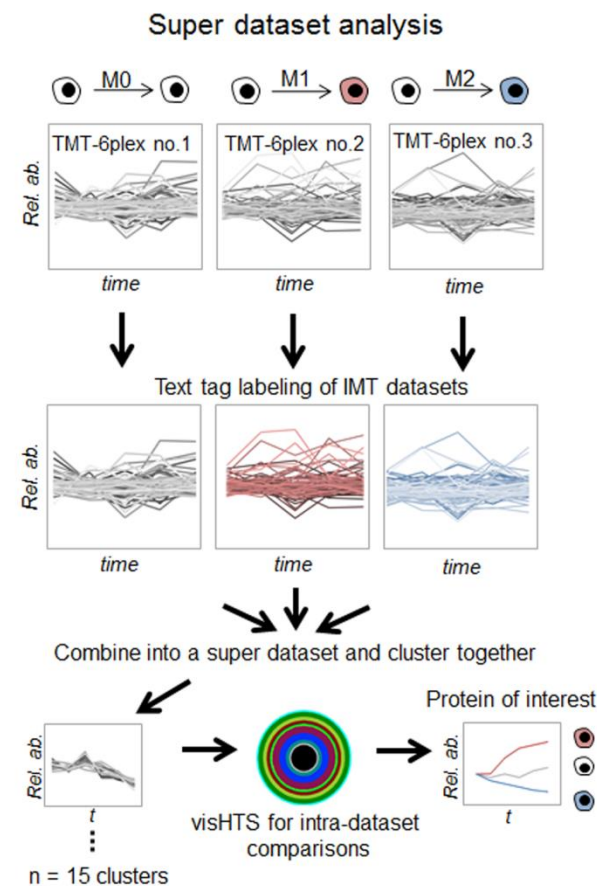 Super dataset analysis
M0 M1 M2
TMT-6plex no.1 TMT-6plex no.2 TMT-6plex no.3
Rel. ab.
time time time
Text tag labeling of IMT datasets
Rel. ab.
time time time
Combine into a super dataset and cluster together
Protein of interest
Rel. ab.
Rel. ab.
t
t
visHTS for intra-dataset
comparisons
n = 15 clusters